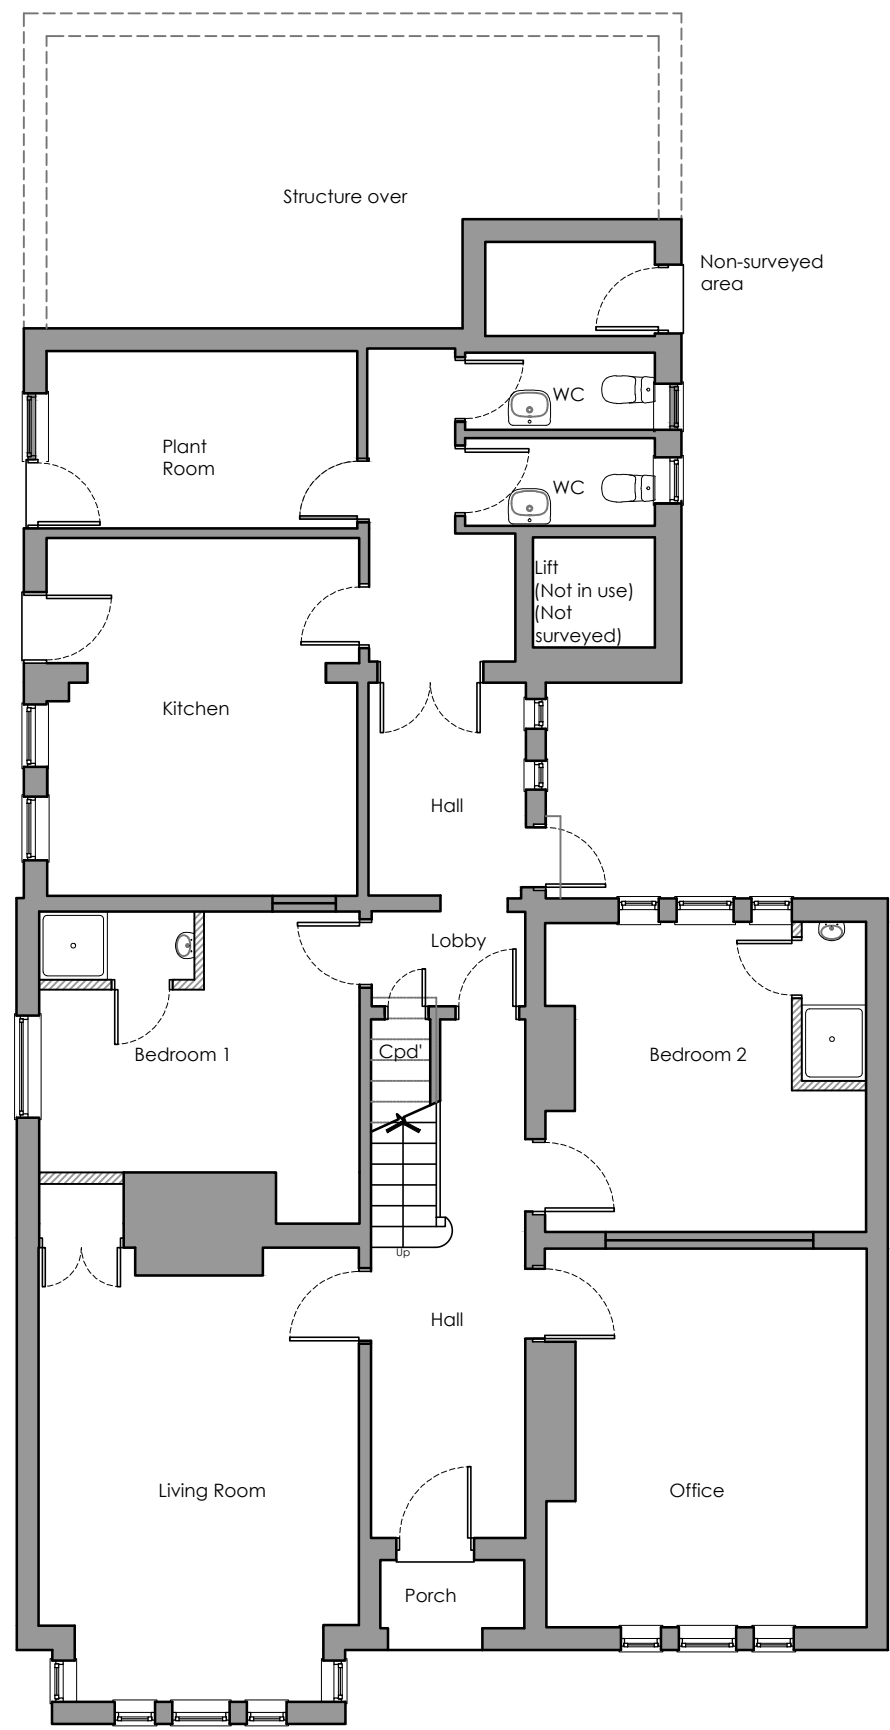 Structure over
Non-surveyed
area
WC
Plant
Room
WC
Lift
(Not in use)
(Not
surveyed)
Kitchen
Hall
Lobby
Cpd'
Bedroom 1
Bedroom 2
Up
Hall
Living Room
Office
Porch